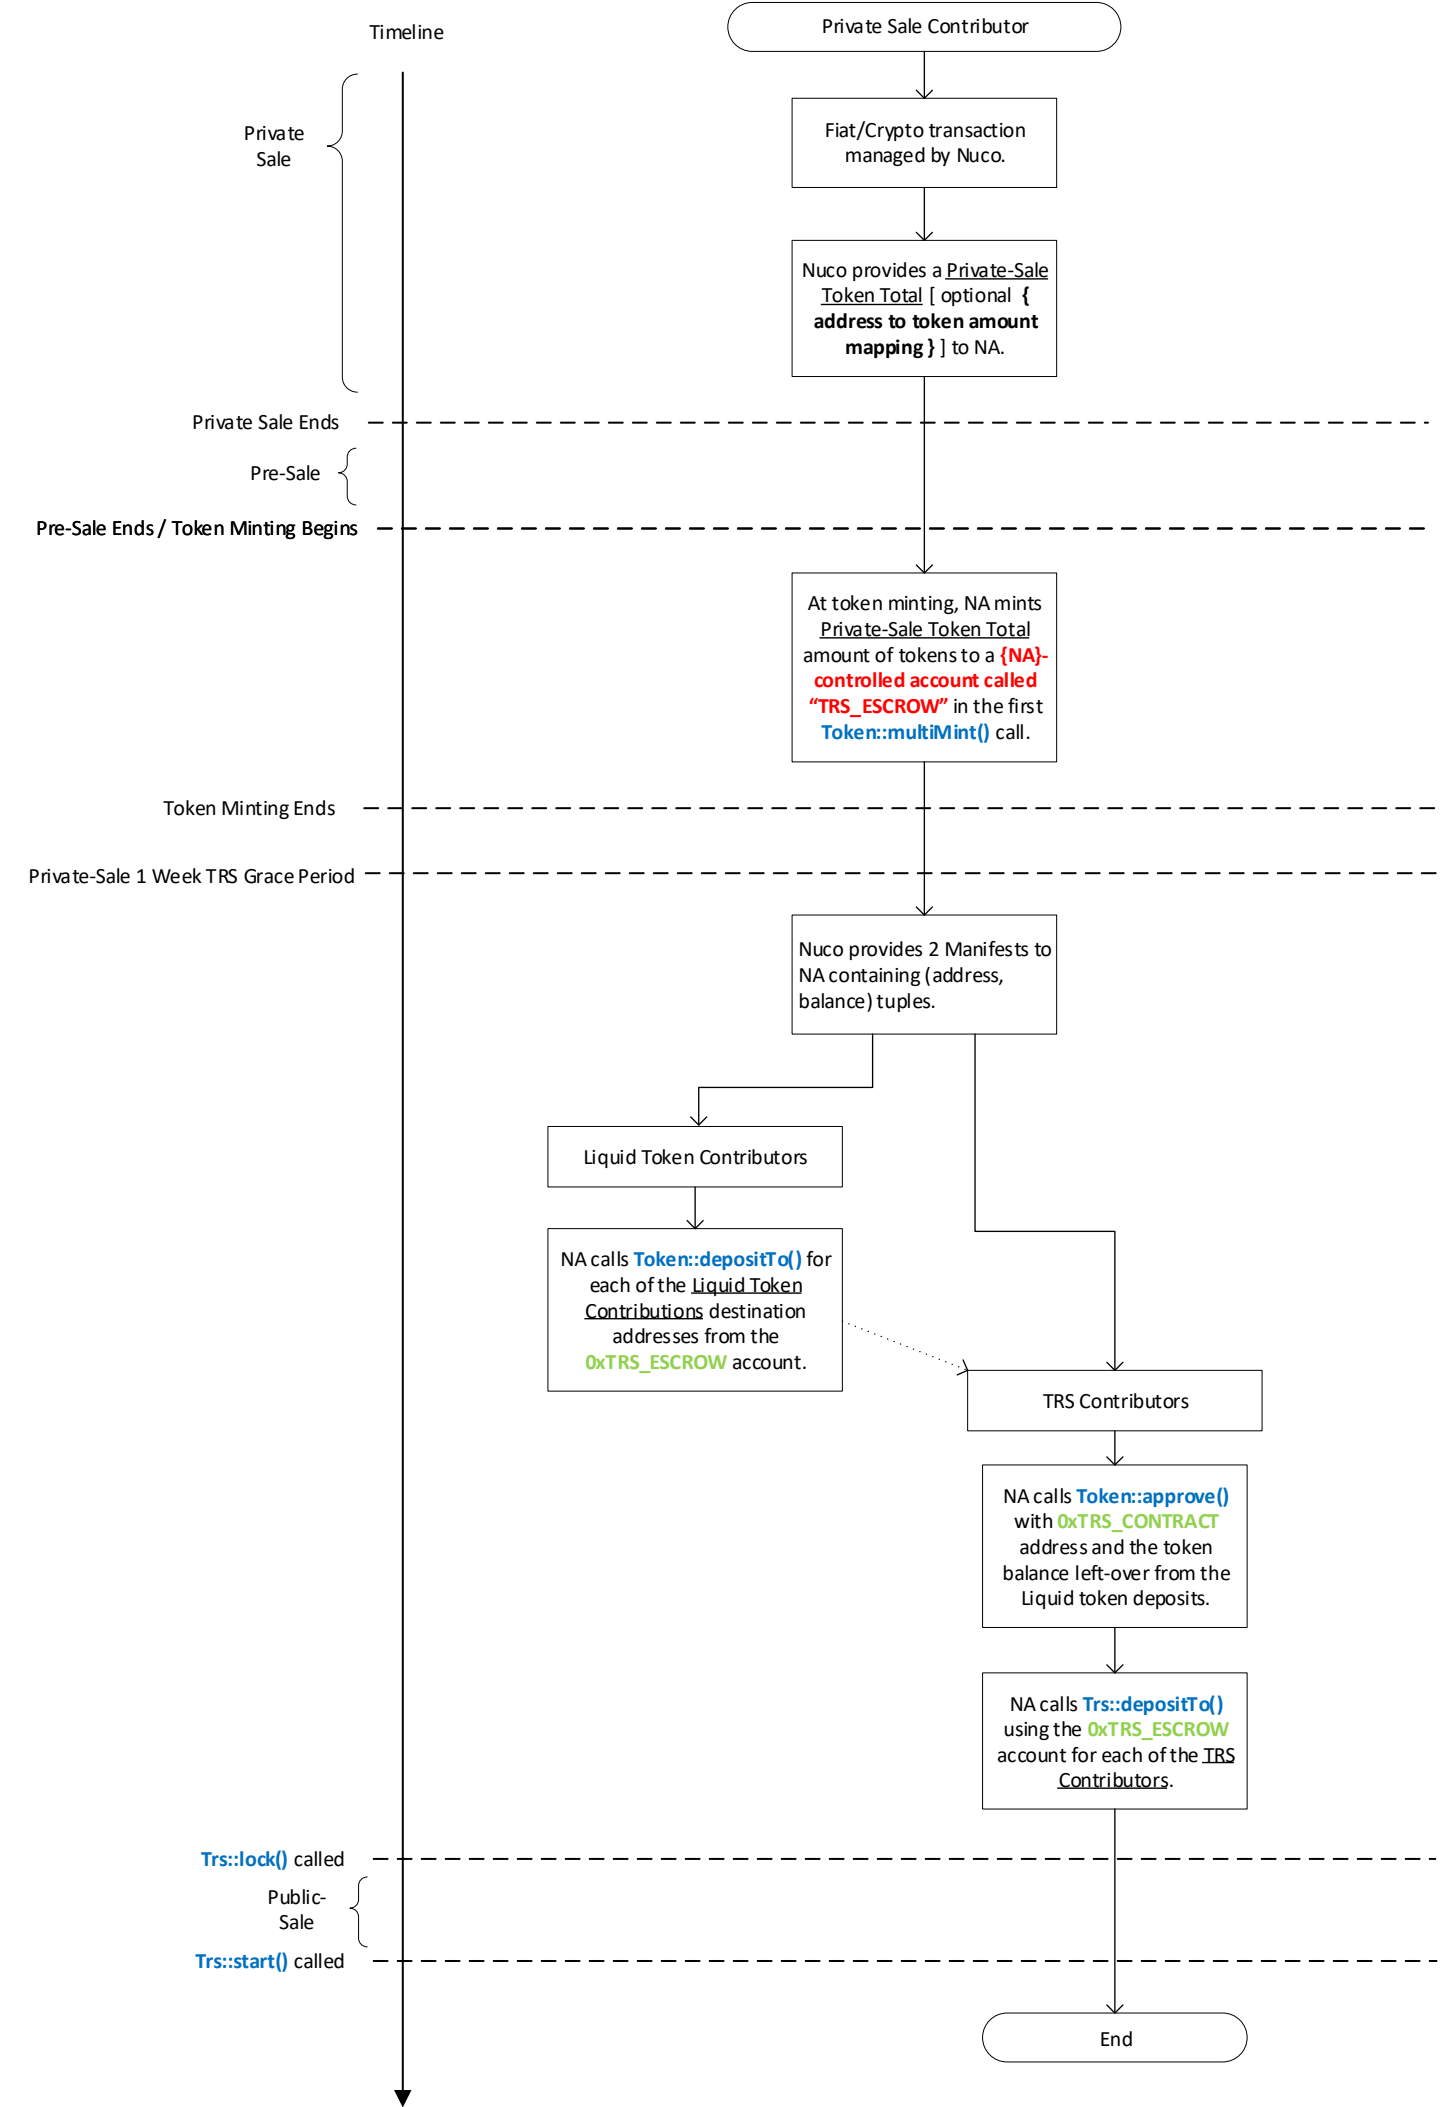 Timeline
Private Sale Contributor
Private
Sale
Fiat/Crypto transaction
managed by Nuco.
Nuco provides a Private-Sale
Token Total [ optional {
address to token amount
mapping } ] to NA.
Private Sale Ends
Pre-Sale
Pre-Sale Ends / Token Minting Begins
At token minting, NA mints
Private-Sale Token Total
amount of tokens to a {NA}-
controlled account called
“TRS_ESCROW” in the first
Token::multiMint() call.
Token Minting Ends
Private-Sale 1 Week TRS Grace Period
Nuco provides 2 Manifests to
NA containing (address,
balance) tuples.
Liquid Token Contributors
NA calls Token::depositTo() for
each of the Liquid Token
Contributions destination
addresses from the
0xTRS_ESCROW account.
TRS Contributors
NA calls Token::approve()
with 0xTRS_CONTRACT
address and the token
balance left-over from the
Liquid token deposits.
NA calls Trs::depositTo()
using the 0xTRS_ESCROW
account for each of the TRS
Contributors.
Trs::lock() called
Public-
Sale
Trs::start() called
End